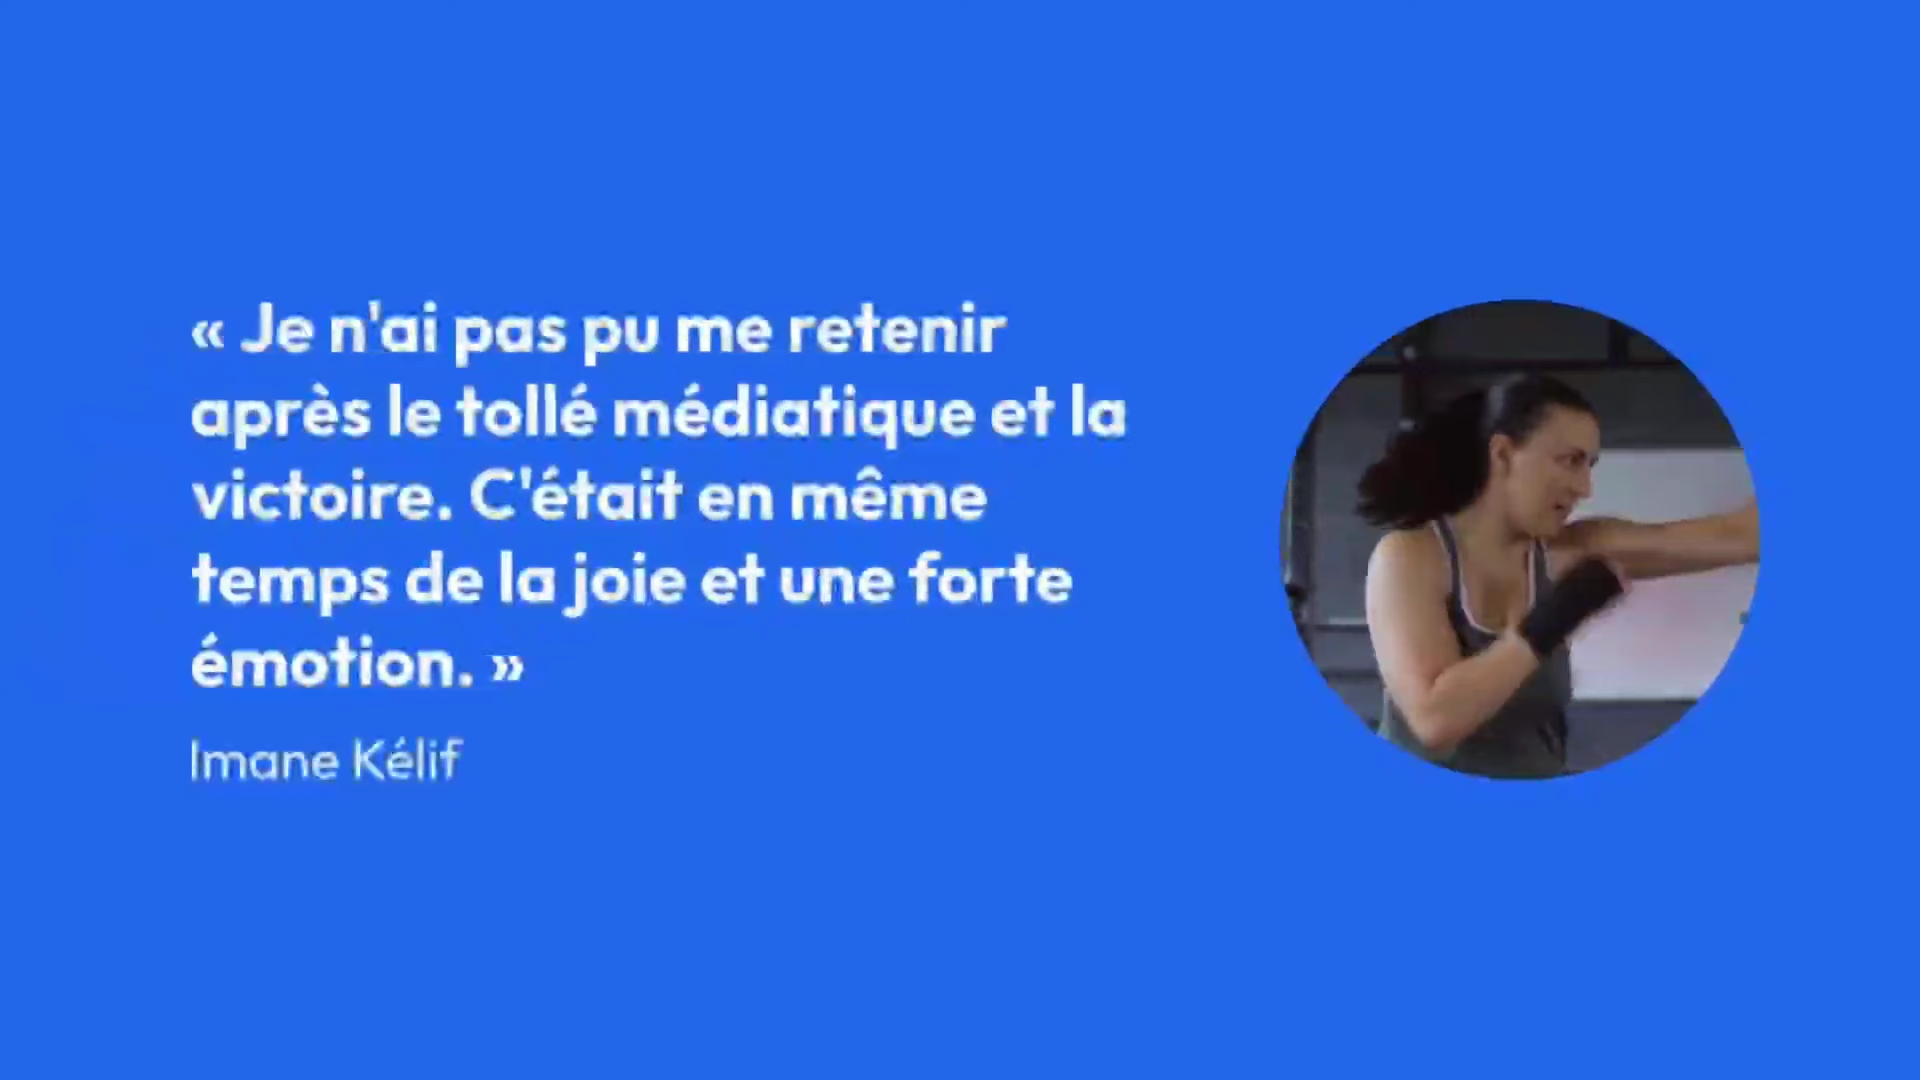 « Je n'ai pas pu me retenir
après le tollé médiatique et la
victoire. C'était en même
temps de la joie et une forte
émotion. »
Imane Kélif